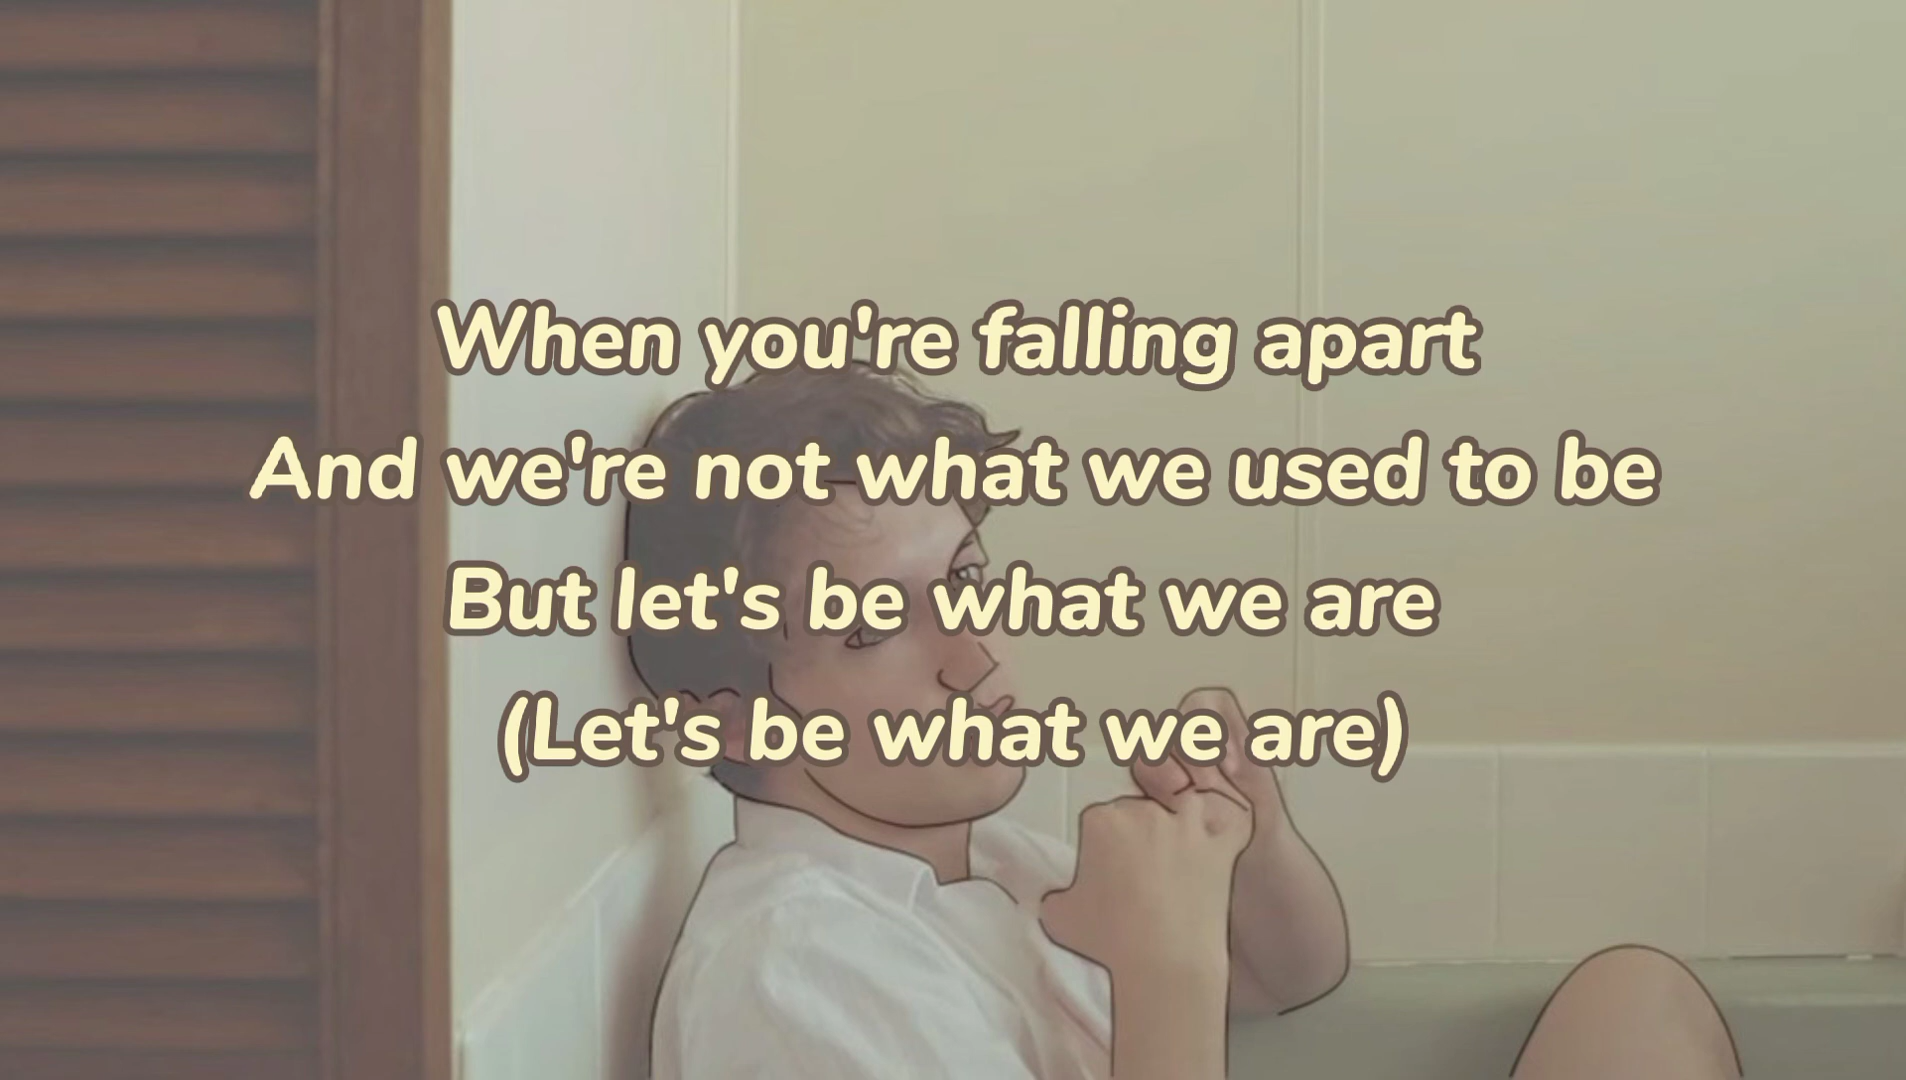 When you're falling apart
And we're not what we used to be
But let's be what we are
(Let's be what we are)